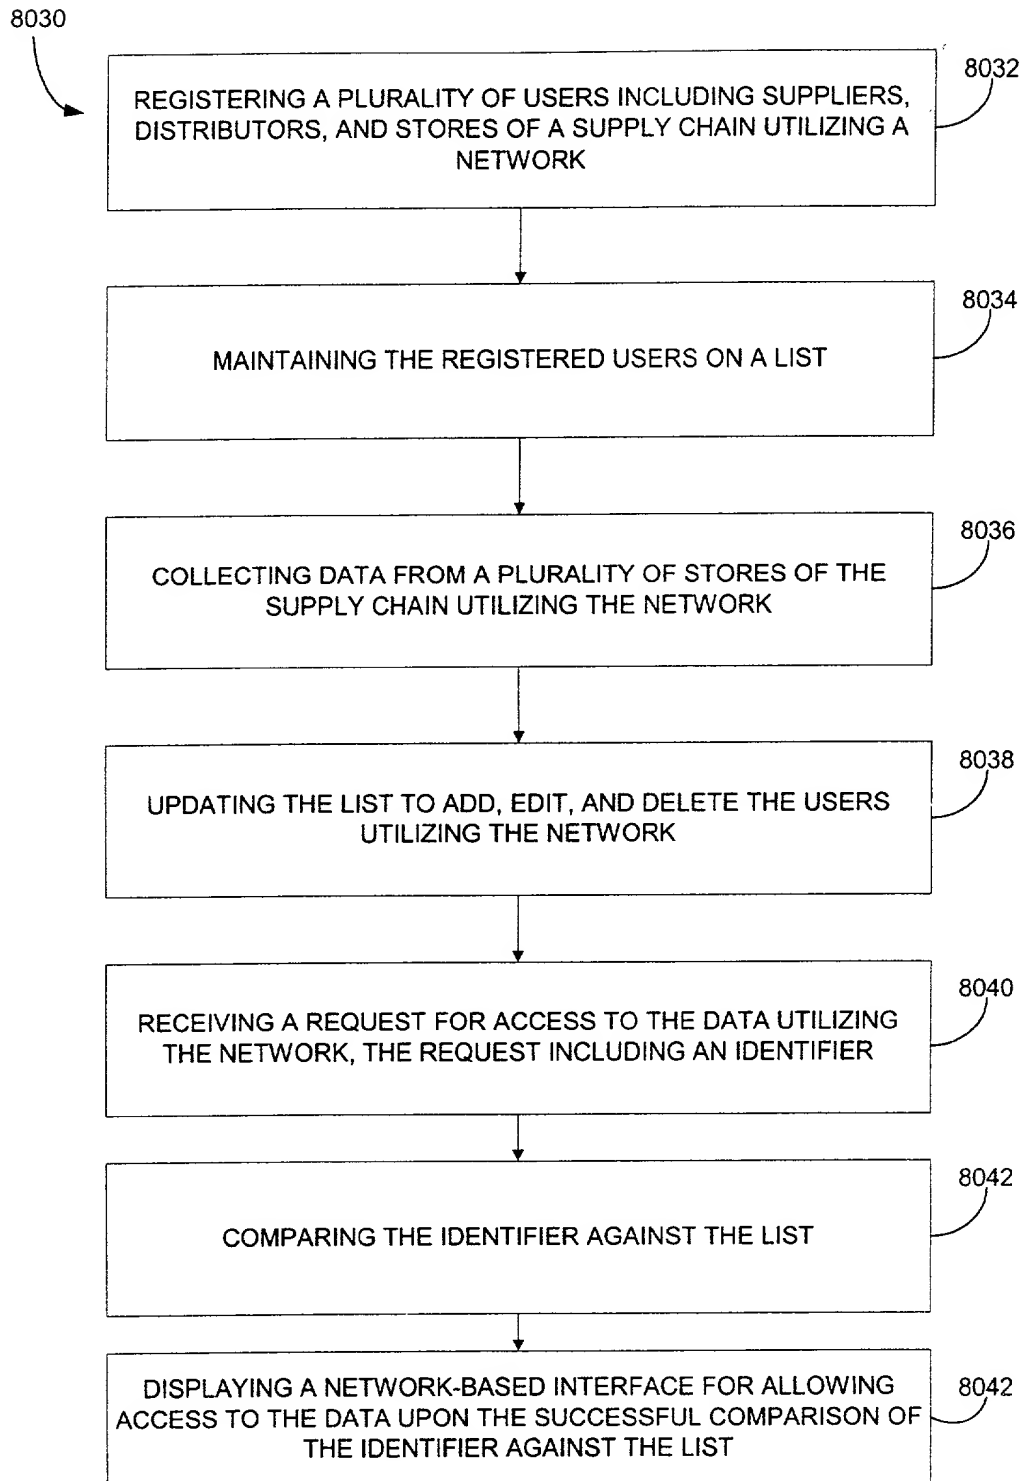 8030
8032
REGISTERING A PLURALITY OF USERS INCLUDING SUPPLIERS,
DISTRIBUTORS, AND STORES OF A SUPPLY CHAIN UTILIZING A
NETWORK
8034
MAINTAINING THE REGISTERED USERS ON A LIST
8036
COLLECTING DATA FROM A PLURALITY OF STORES OF THE
SUPPLY CHAIN UTILIZING THE NETWORK
8038
UPDATING THE LIST TO ADD, EDIT, AND DELETE THE USERS
UTILIZING THE NETWORK
8040
RECEIVING A REQUEST FOR ACCESS TO THE DATA UTILIZING
THE NETWORK, THE REQUEST INCLUDING AN IDENTIFIER
8042
COMPARING THE IDENTIFIER AGAINST THE LIST
8042
DISPLAYING A NETWORK-BASED INTERFACE FOR ALLOWING
ACCESS TO THE DATA UPON THE SUCCESSFUL COMPARISON OF
THE IDENTIFIER AGAINST THE LIST